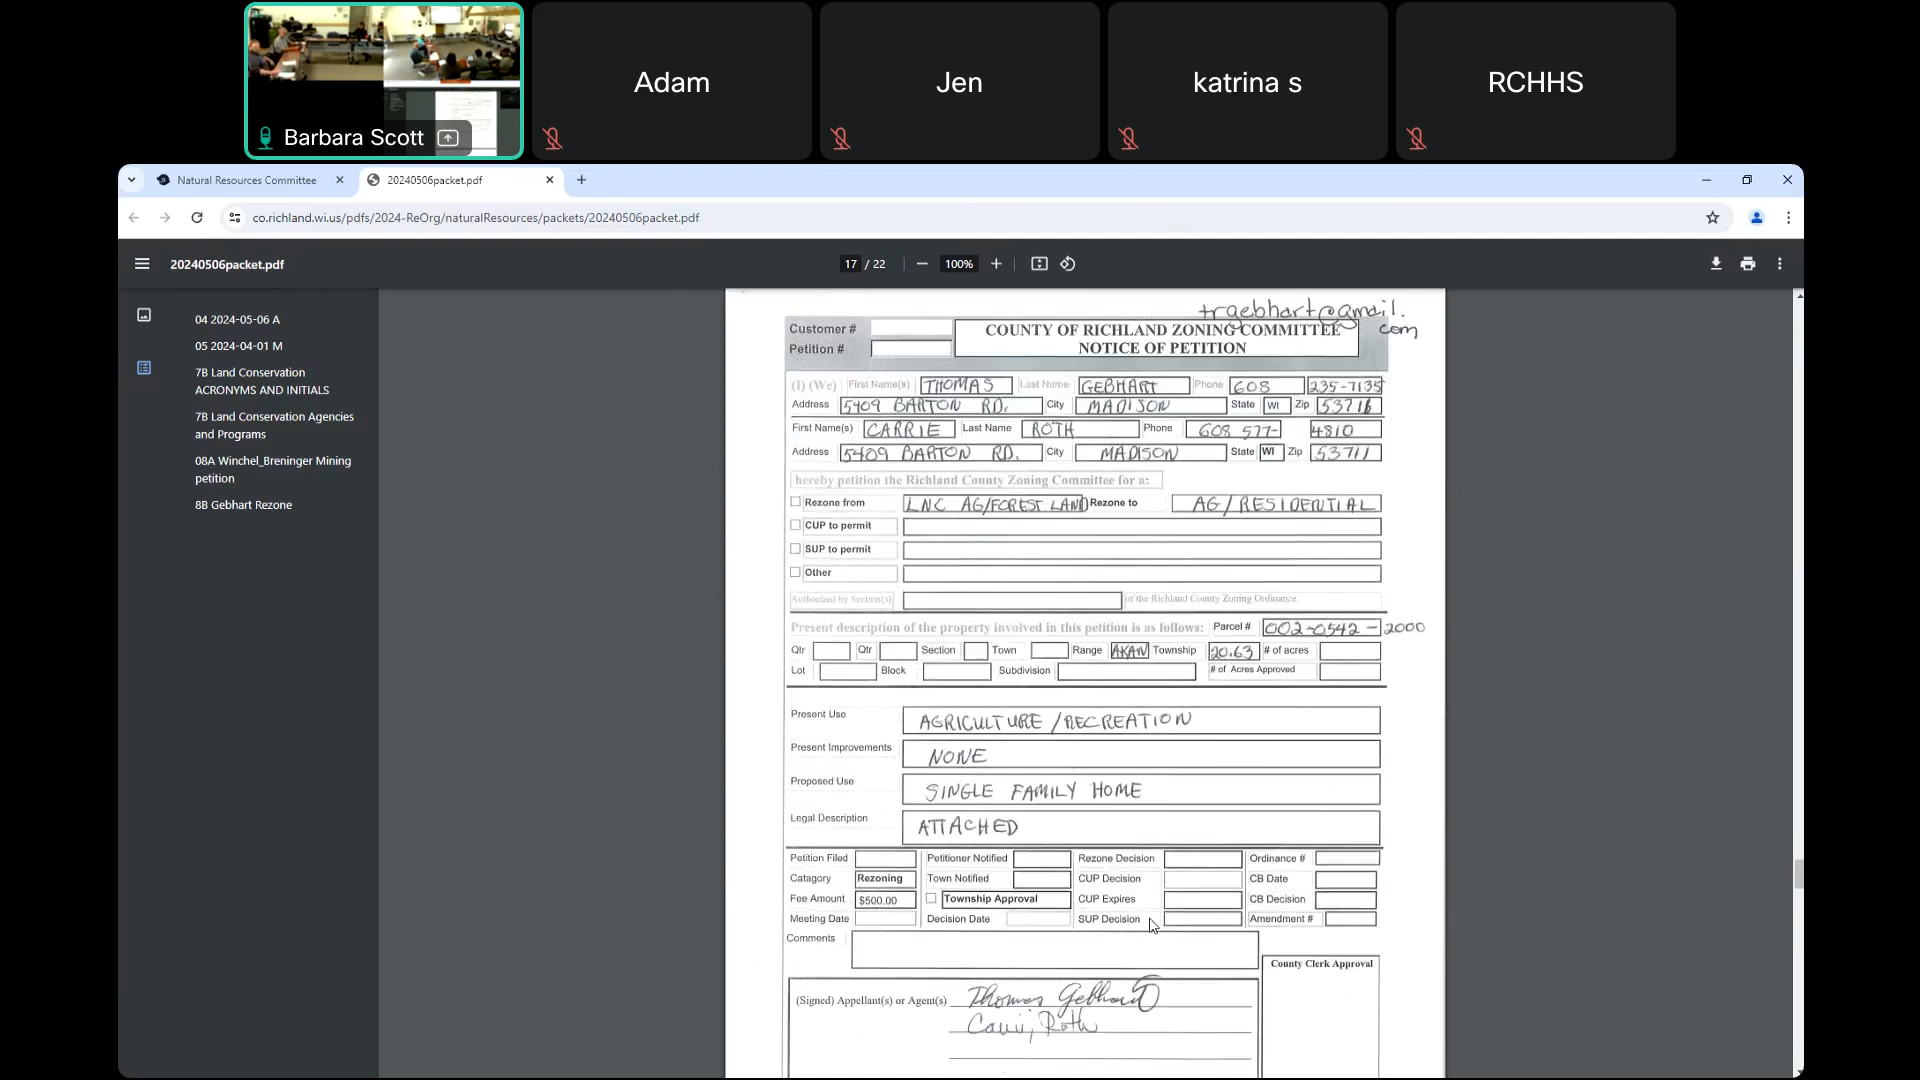 Barbara Scott
Adam
Jen
katrina s
RCHHS
Natural Resources Committee
20240506packet.pdf
co.richland.wi.us/pdfs/2024-ReOrg/naturalResources/packets/20240506packet.pdf
20240506packet.pdf
17 / 22
100%
04 2024-05-06 A
05 2024-04-01 M
7B Land Conservation
ACRONYMS AND INITIALS
7B Land Conservation Agencies
and Programs
08A Winchel_Breninger Mining
petition
8B Gebhart Rezone
trgebhart@gmail.
com
Customer #
Petition #
COUNTY OF RICHLAND ZONING COMMITTEE
NOTICE OF PETITION
(I) (We) First Name(s) THOMAS Last Name GEBHART Phone 608 235-7135
Address 5409 BARTON RD. City MADISON State WI Zip 53716
First Name(s) CARRIE Last Name ROTH Phone 608 577- 4810
Address 5409 BARTON RD. City MADISON State WI Zip 53711
hereby petition the Richland County Zoning Committee for a:
Rezone from LNC AG/FOREST LAND Rezone to AG/RESIDENTIAL
CUP to permit
SUP to permit
Other
Authorized by Section(s) of the Richland County Zoning Ordinance.
Present description of the property involved in this petition is as follows: Parcel # 002-0542-2000
Qtr Qtr Section Town Range AKAN Township 20.63 # of acres
Lot Block Subdivision # of Acres Approved
Present Use AGRICULTURE/RECREATION
Present Improvements NONE
Proposed Use SINGLE FAMILY HOME
Legal Description ATTACHED
Petition Filed Petitioner Notified Rezone Decision Ordinance #
Catagory Rezoning Town Notified CUP Decision CB Date
Fee Amount $500.00 Township Approval CUP Expires CB Decision
Meeting Date Decision Date SUP Decision Amendment #
Comments
County Clerk Approval
(Signed) Appellant(s) or Agent(s) Thomas Gebhart
Carrie Roth